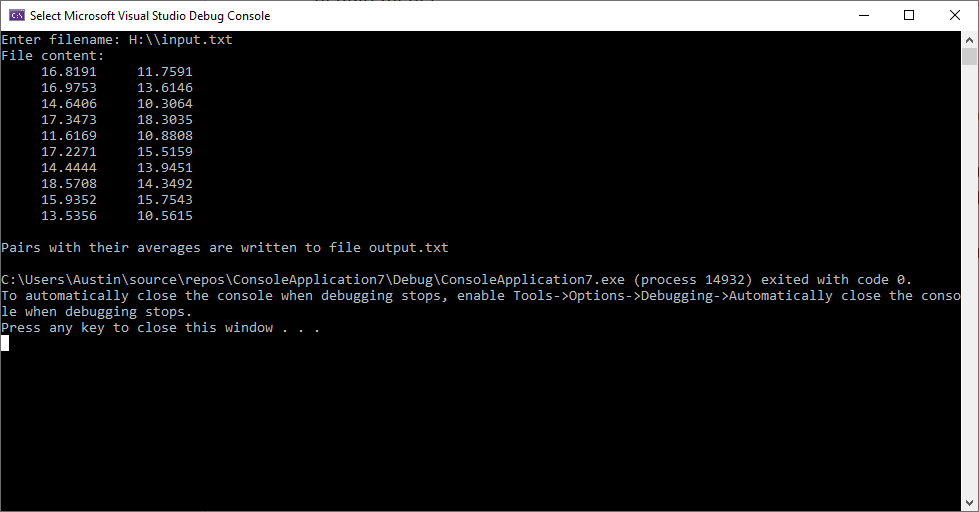 Select Microsoft Visual Studio Debug Console
Enter filename: H:\\input.txt
File content:
     16.8191     11.7591
     16.9753     13.6146
     14.6406     10.3064
     17.3473     18.3035
     11.6169     10.8808
     17.2271     15.5159
     14.4444     13.9451
     18.5708     14.3492
     15.9352     15.7543
     13.5356     10.5615
Pairs with their averages are written to file output.txt
C:\Users\Austin\source\repos\ConsoleApplication7\Debug\ConsoleApplication7.exe (process 14932) exited with code 0.
To automatically close the console when debugging stops, enable Tools->Options->Debugging->Automatically close the conso
le when debugging stops.
Press any key to close this window . . .